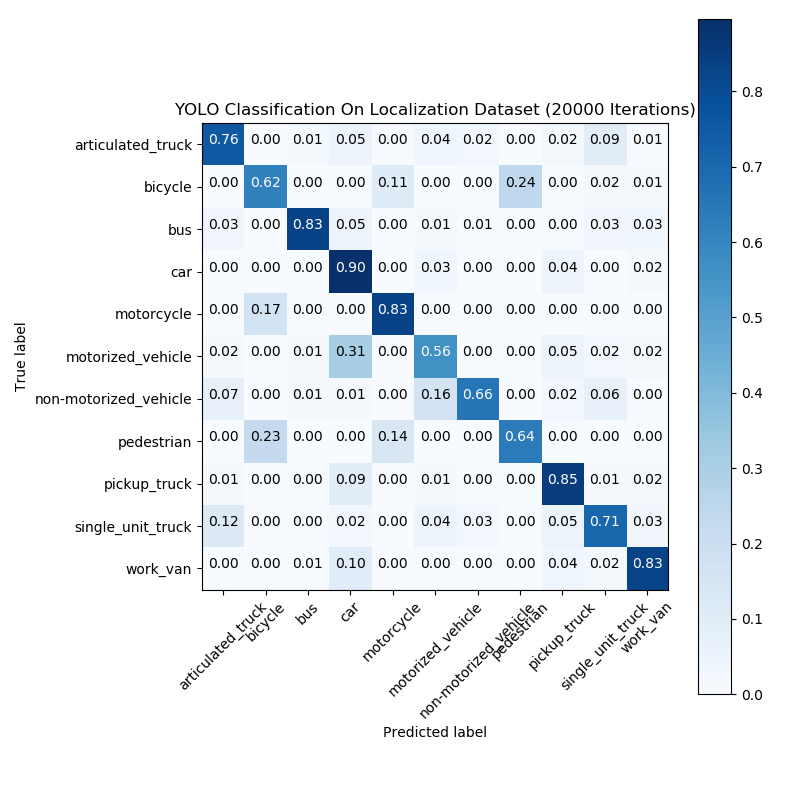 YOLO Classification On Localization Dataset (20000 Iterations)
articulated_truck 0.76 0.00 0.01 0.05 0.00 0.04 0.02 0.00 0.02 0.09 0.01
bicycle 0.00 0.62 0.00 0.00 0.11 0.00 0.00 0.24 0.00 0.02 0.01
bus 0.03 0.00 0.83 0.05 0.00 0.01 0.01 0.00 0.00 0.03 0.03
car 0.00 0.00 0.00 0.90 0.00 0.03 0.00 0.00 0.04 0.00 0.02
motorcycle 0.00 0.17 0.00 0.00 0.83 0.00 0.00 0.00 0.00 0.00 0.00
motorized_vehicle 0.02 0.00 0.01 0.31 0.00 0.56 0.00 0.00 0.05 0.02 0.02
non-motorized_vehicle 0.07 0.00 0.01 0.01 0.00 0.16 0.66 0.00 0.02 0.06 0.00
pedestrian 0.00 0.23 0.00 0.00 0.14 0.00 0.00 0.64 0.00 0.00 0.00
pickup_truck 0.01 0.00 0.00 0.09 0.00 0.01 0.00 0.00 0.85 0.01 0.02
single_unit_truck 0.12 0.00 0.00 0.02 0.00 0.04 0.03 0.00 0.05 0.71 0.03
work_van 0.00 0.00 0.01 0.10 0.00 0.00 0.00 0.00 0.04 0.02 0.83
True label
articulated_truck
bicycle
bus
car
motorcycle
motorized_vehicle
non-motorized_vehicle
pedestrian
pickup_truck
single_unit_truck
work_van
Predicted label
0.8
0.7
0.6
0.5
0.4
0.3
0.2
0.1
0.0